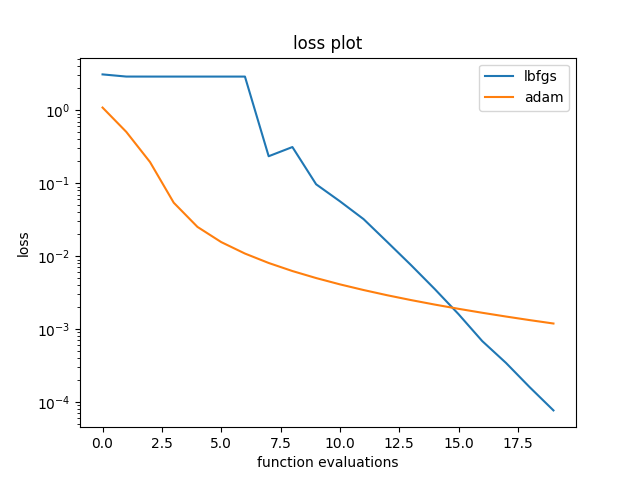 loss plot
lbfgs
adam
10⁰
10⁻¹
10⁻²
10⁻³
10⁻⁴
loss
0.0 2.5 5.0 7.5 10.0 12.5 15.0 17.5
function evaluations